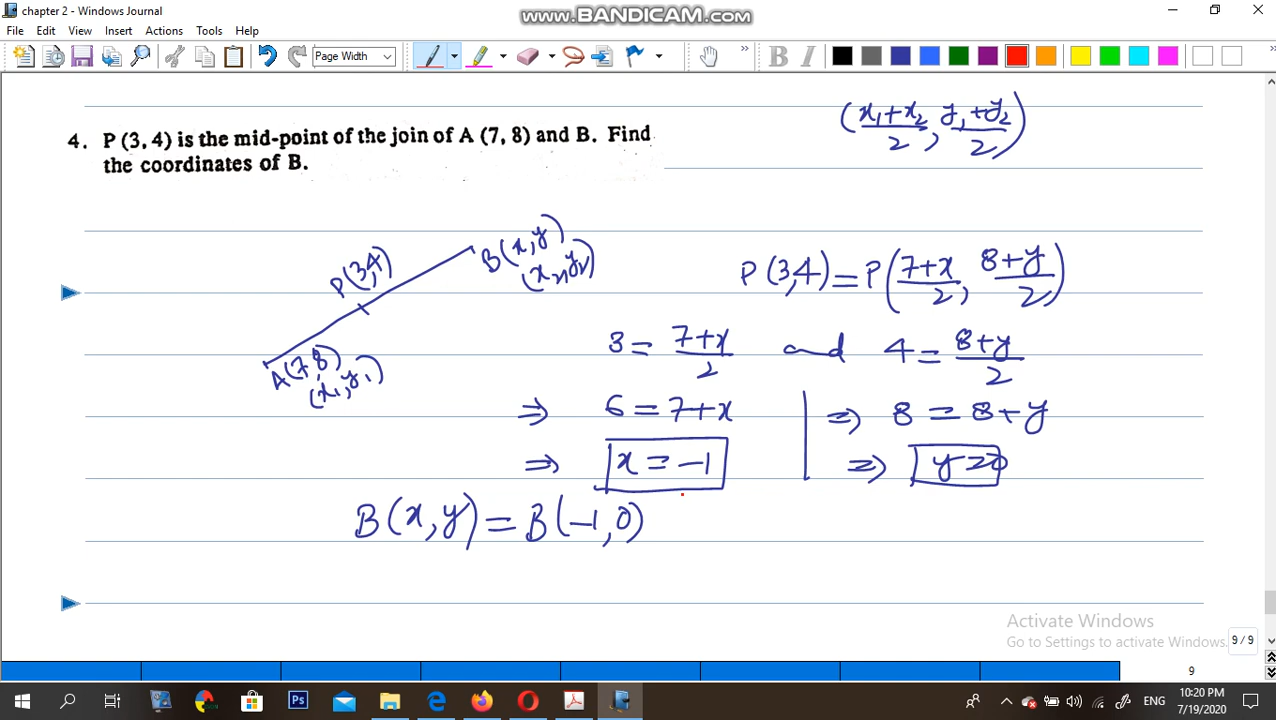 chapter 2 - Windows Journal
www.BANDICAM.com
File Edit View Insert Actions Tools Help
Page Width
B I
(x₁+x₂/2, y₁+y₂/2)
4. P (3, 4) is the mid-point of the join of A (7, 8) and B. Find
the coordinates of B.
P(3,4)
B(x,y)
(x₂,y₂)
A(7,8)
(x₁,y₁)
P(3,4)=P(7+x/2, 8+y/2)
3 = 7+x/2 and 4 = 8+y/2
⇒ 6 = 7+x ⇒ 8 = 8+y
⇒ x = -1 ⇒ y=0
B(x,y) = B(-1,0)
Activate Windows
Go to Settings to activate Windows.
9 / 9
9
Ps
ENG
10:20 PM
7/19/2020